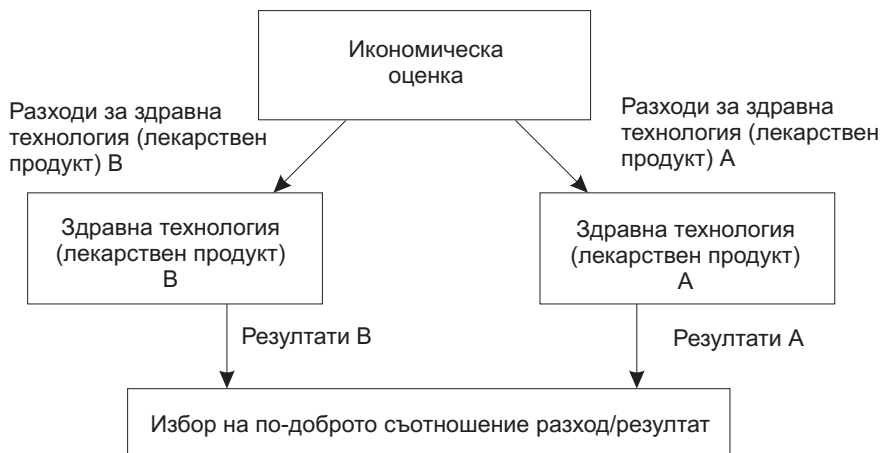 Икономическа
оценка
Разходи за здравна
технология (лекарствен
продукт) В
Разходи за здравна
технология (лекарствен
продукт) А
Здравна технология
(лекарствен продукт)
В
Здравна технология
(лекарствен продукт)
А
Резултати В
Резултати А
Избор на по-доброто съотношение разход/резултат